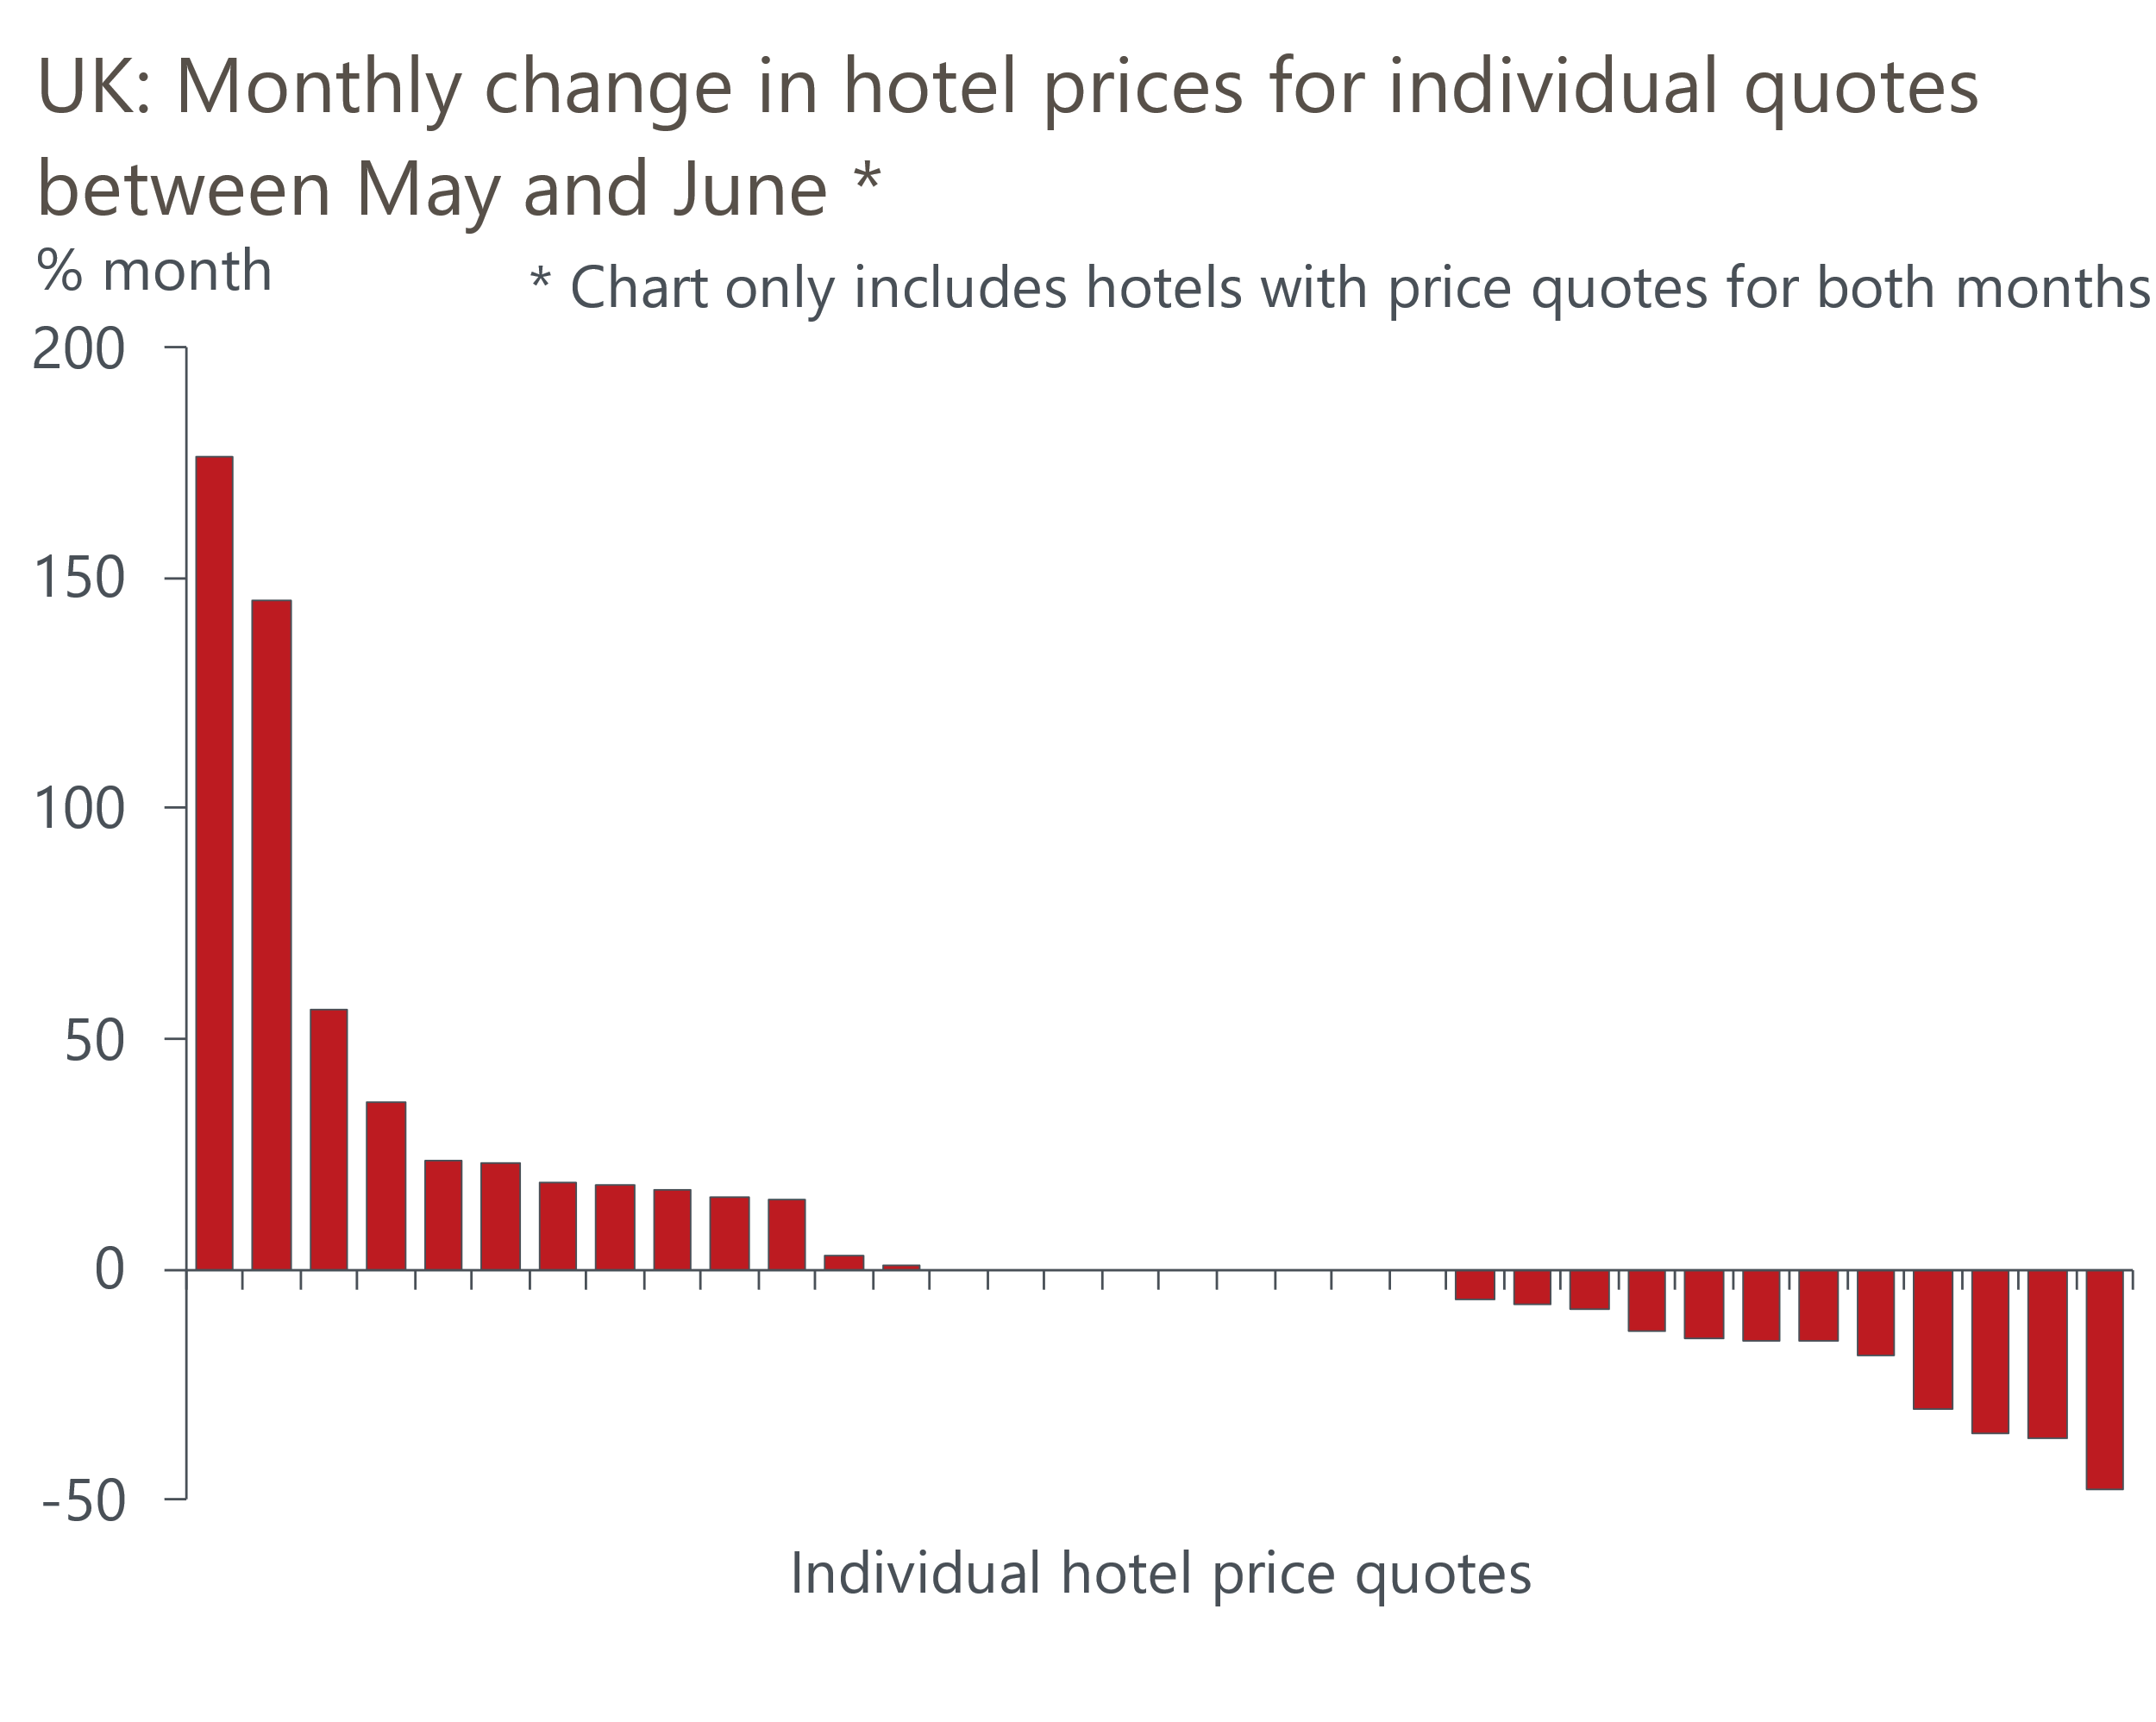 UK: Monthly change in hotel prices for individual quotes
between May and June *
% month
* Chart only includes hotels with price quotes for both months
200
150
100
50
0
-50
Individual hotel price quotes